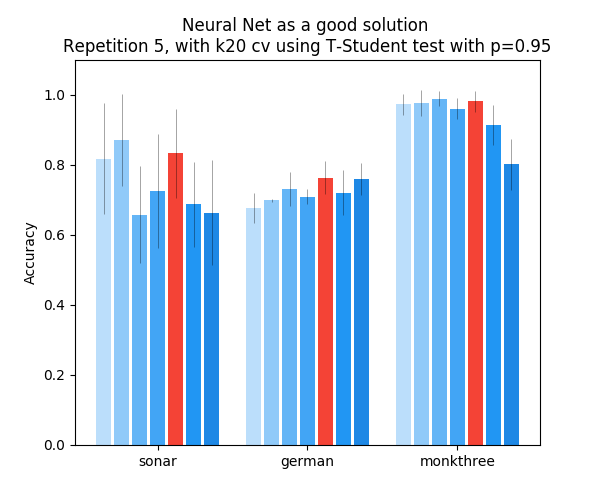 Neural Net as a good solution
Repetition 5, with k20 cv using T-Student test with p=0.95
Accuracy
1.0
0.8
0.6
0.4
0.2
0.0
sonar
german
monkthree